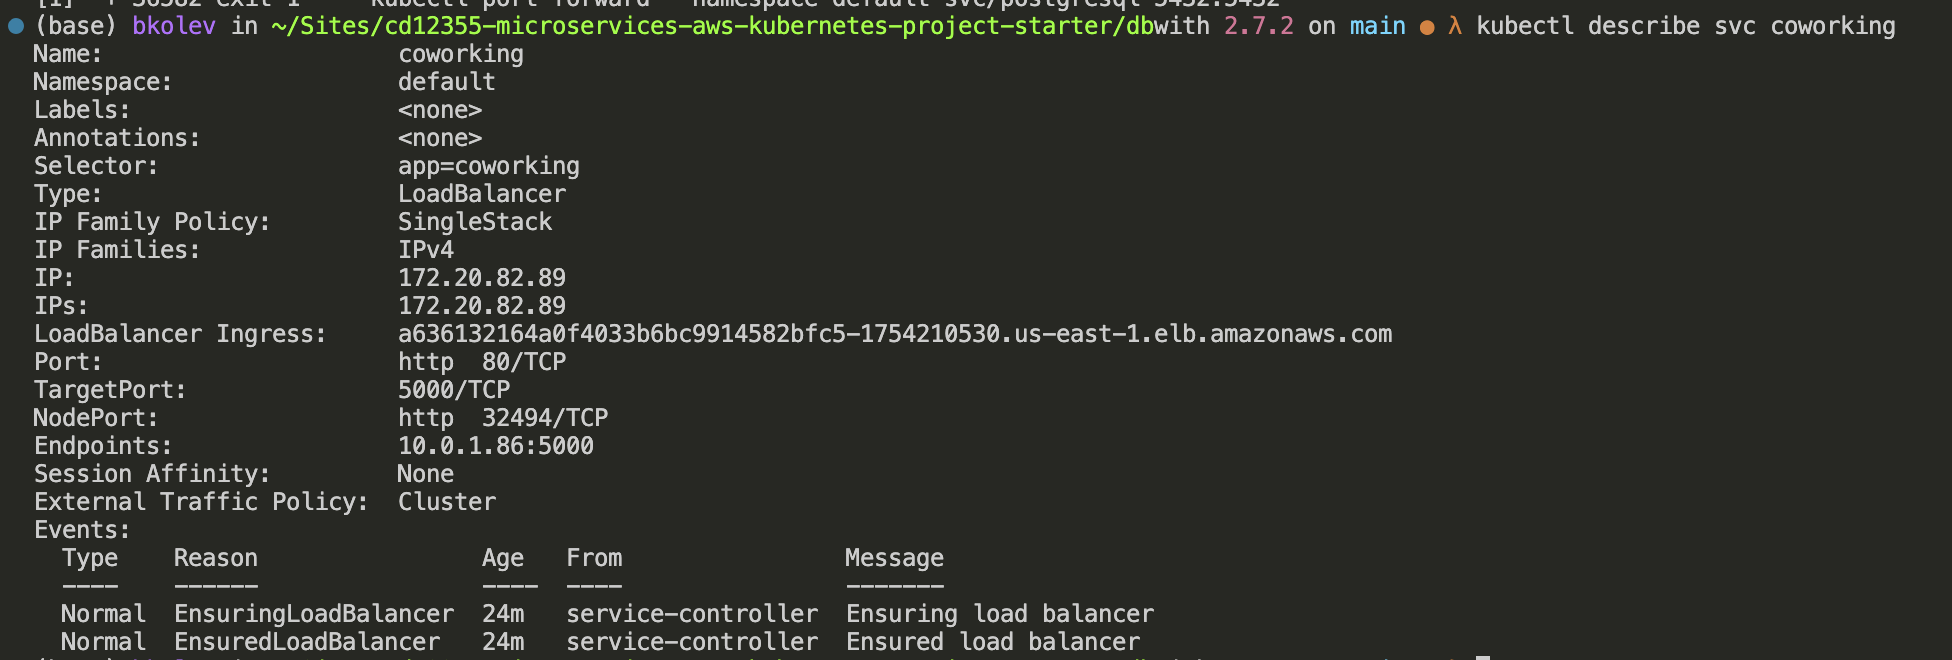 (base) bkolev in ~/Sites/cd12355-microservices-aws-kubernetes-project-starter/dbwith 2.7.2 on main ● λ kubectl describe svc coworking
Name: coworking
Namespace: default
Labels: <none>
Annotations: <none>
Selector: app=coworking
Type: LoadBalancer
IP Family Policy: SingleStack
IP Families: IPv4
IP: 172.20.82.89
IPs: 172.20.82.89
LoadBalancer Ingress: a636132164a0f4033b6bc9914582bfc5-1754210530.us-east-1.elb.amazonaws.com
Port: http 80/TCP
TargetPort: 5000/TCP
NodePort: http 32494/TCP
Endpoints: 10.0.1.86:5000
Session Affinity: None
External Traffic Policy: Cluster
Events:
Type Reason Age From Message
---- ------ ---- ---- -------
Normal EnsuringLoadBalancer 24m service-controller Ensuring load balancer
Normal EnsuredLoadBalancer 24m service-controller Ensured load balancer